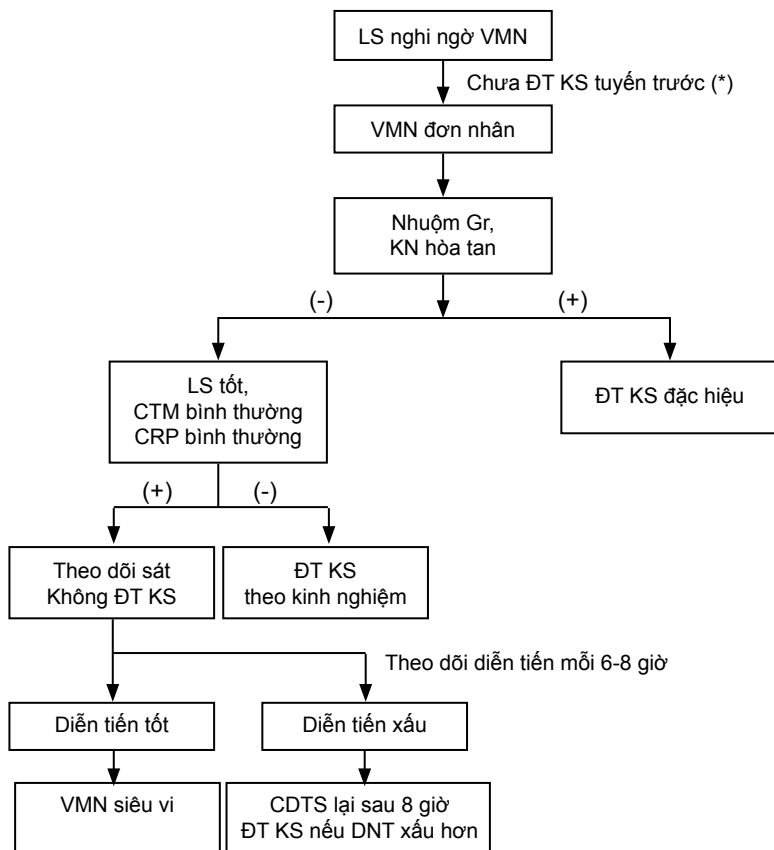 LS nghi ngờ VMN
Chưa ĐT KS tuyến trước (*)
VMN đơn nhân
Nhuộm Gr,
KN hòa tan
(-)
(+)
LS tốt,
CTM bình thường
CRP bình thường
ĐT KS đặc hiệu
(+)
(-)
Theo dõi sát
Không ĐT KS
ĐT KS
theo kinh nghiệm
Theo dõi diễn tiến mỗi 6-8 giờ
Diễn tiến tốt
Diễn tiến xấu
VMN siêu vi
CDTS lại sau 8 giờ
ĐT KS nếu DNT xấu hơn